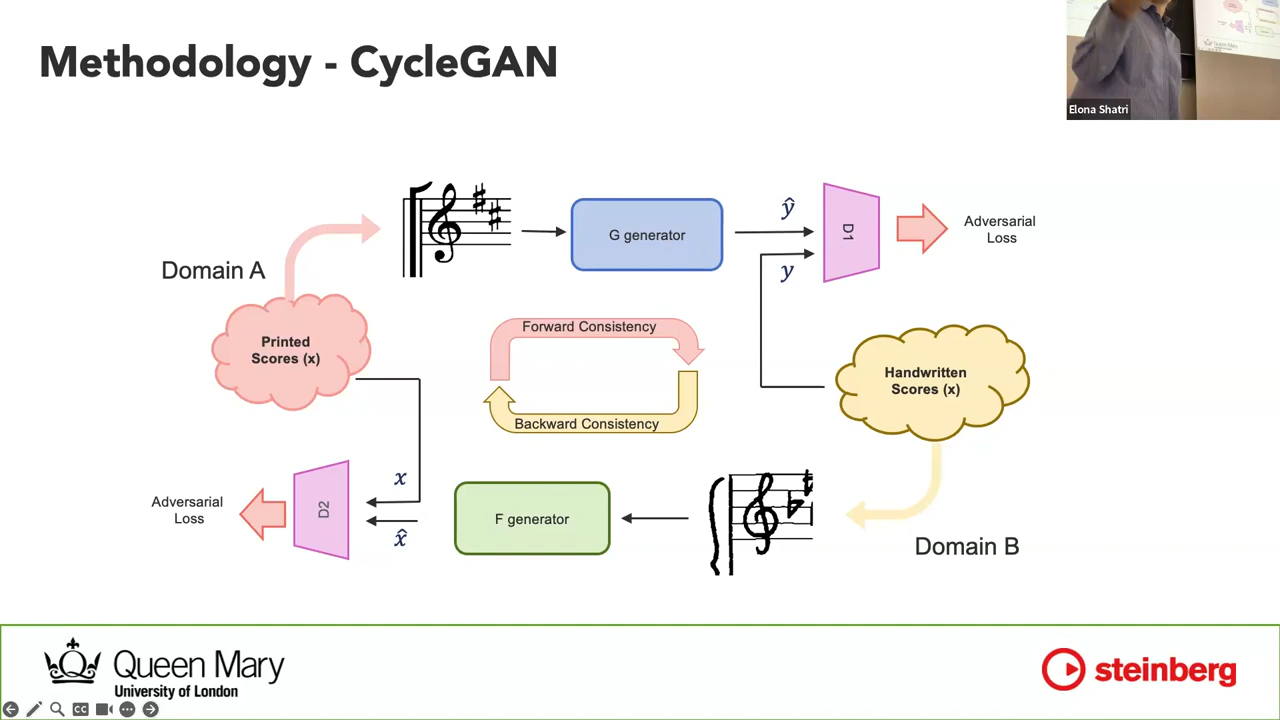 Methodology - CycleGAN
Elona Shatri
Domain A
G generator
ŷ
y
D1
Adversarial
Loss
Printed
Scores (x)
Forward Consistency
Backward Consistency
Handwritten
Scores (x)
Adversarial
Loss
D2
x
x̂
F generator
Domain B
Queen Mary
University of London
steinberg
CC